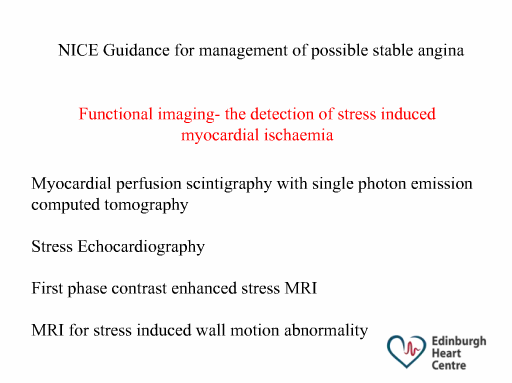 NICE Guidance for management of possible stable angina
Functional imaging- the detection of stress induced
myocardial ischaemia
Myocardial perfusion scintigraphy with single photon emission
computed tomography
Stress Echocardiography
First phase contrast enhanced stress MRI
MRI for stress induced wall motion abnormality
Edinburgh
Heart
Centre